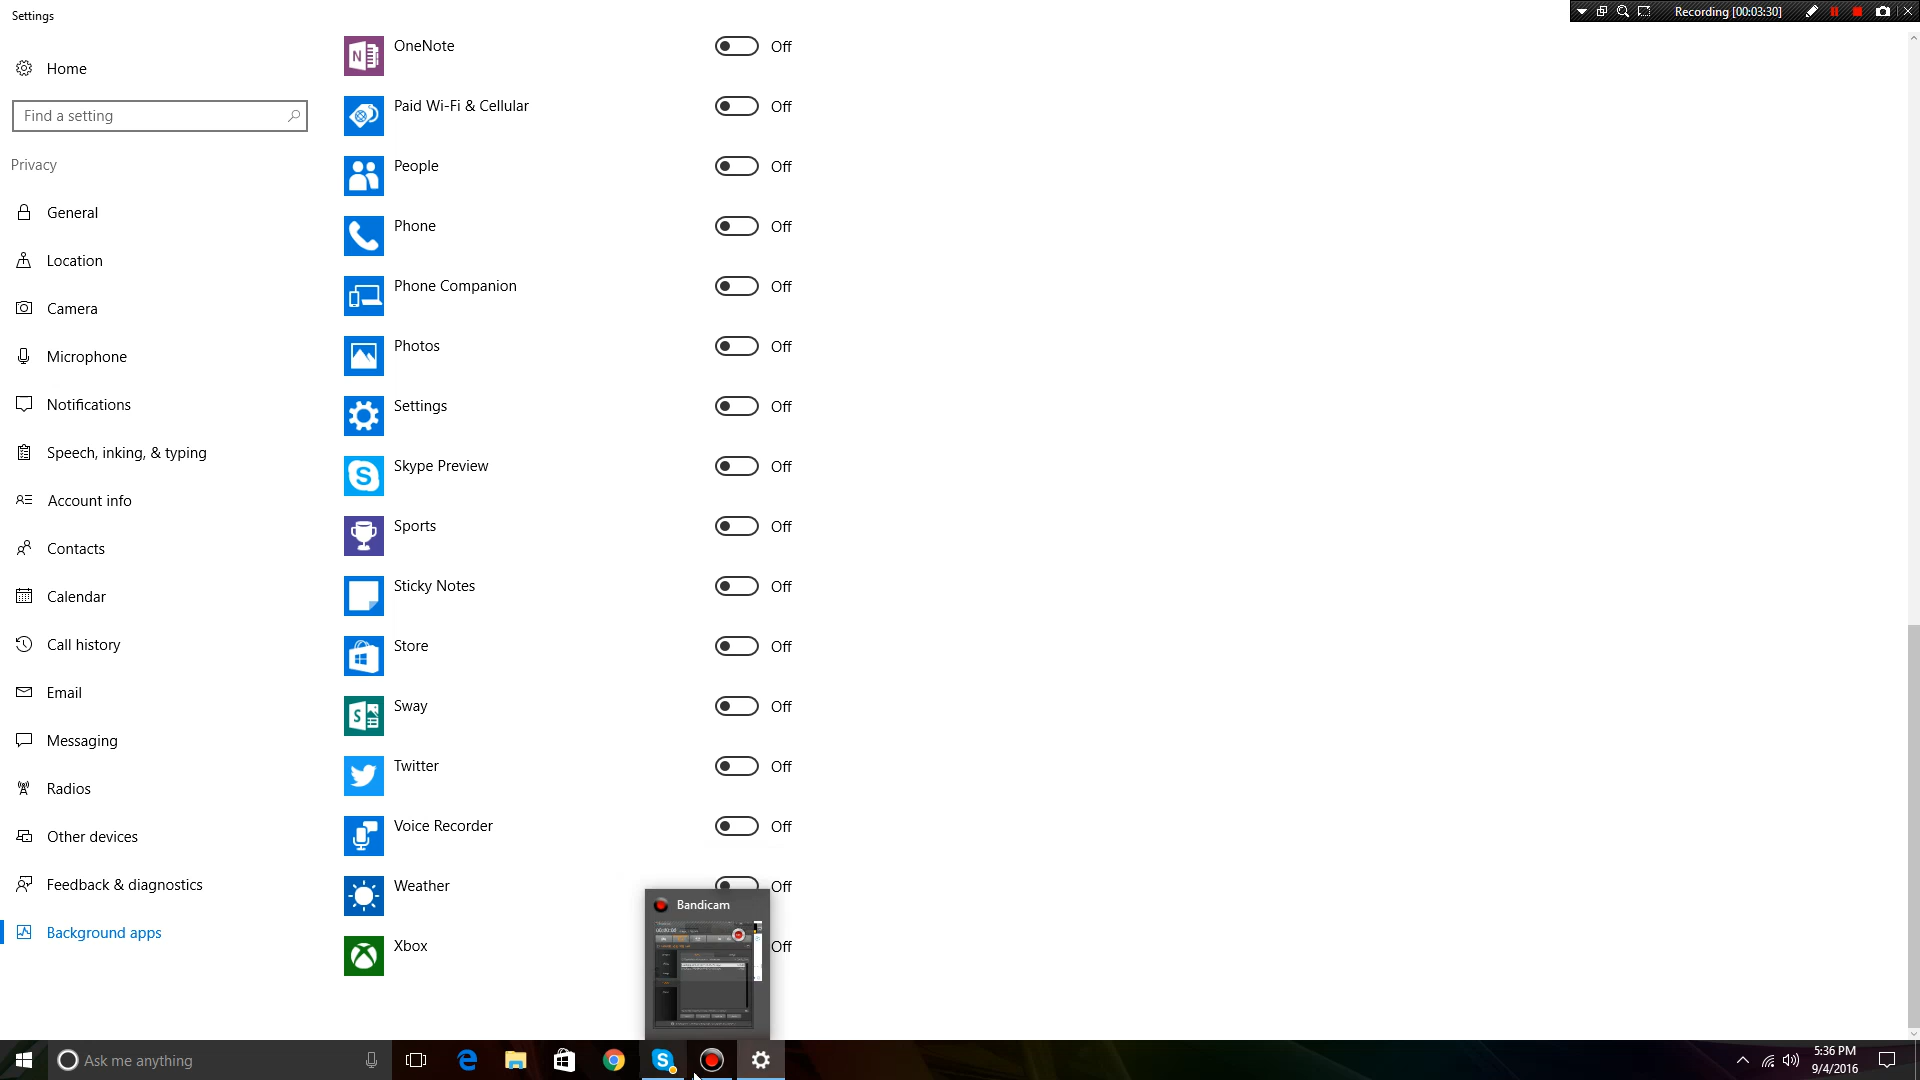 Settings
Recording [00:03:30]
Home
Find a setting
Privacy
General
Location
Camera
Microphone
Notifications
Speech, inking, & typing
Account info
Contacts
Calendar
Call history
Email
Messaging
Radios
Other devices
Feedback & diagnostics
Background apps
OneNote Off
Paid Wi-Fi & Cellular Off
People Off
Phone Off
Phone Companion Off
Photos Off
Settings Off
Skype Preview Off
Sports Off
Sticky Notes Off
Store Off
Sway Off
Twitter Off
Voice Recorder Off
Weather Off
Xbox Off
Bandicam
Ask me anything
5:36 PM
9/4/2016